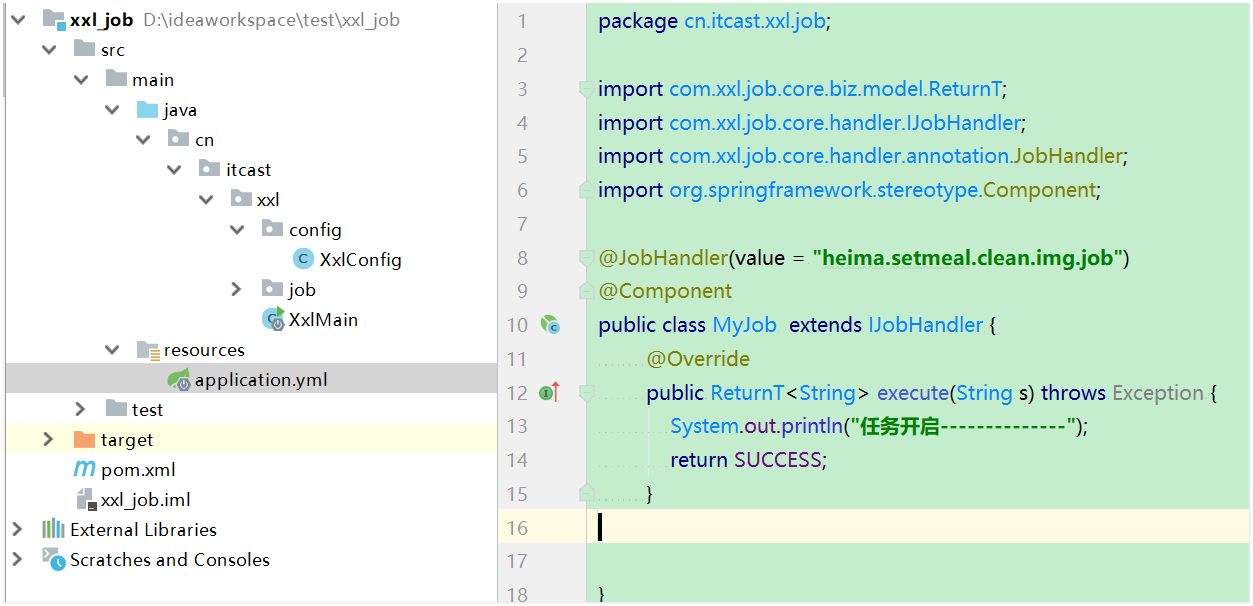 xxl_job D:\ideaworkspace\test\xxl_job
src
main
java
cn
itcast
xxl
config
C XxlConfig
job
C XxlMain
resources
application.yml
test
target
m pom.xml
xxl_job.iml
External Libraries
Scratches and Consoles
1 package cn.itcast.xxl.job;
2
3 import com.xxl.job.core.biz.model.ReturnT;
4 import com.xxl.job.core.handler.IJobHandler;
5 import com.xxl.job.core.handler.annotation.JobHandler;
6 import org.springframework.stereotype.Component;
7
8 @JobHandler(value = "heima.setmeal.clean.img.job")
9 @Component
10 public class MyJob  extends IJobHandler {
11 @Override
12 public ReturnT<String> execute(String s) throws Exception {
13 System.out.println("任务开启--------------");
14 return SUCCESS;
15 }
16
17
18 }